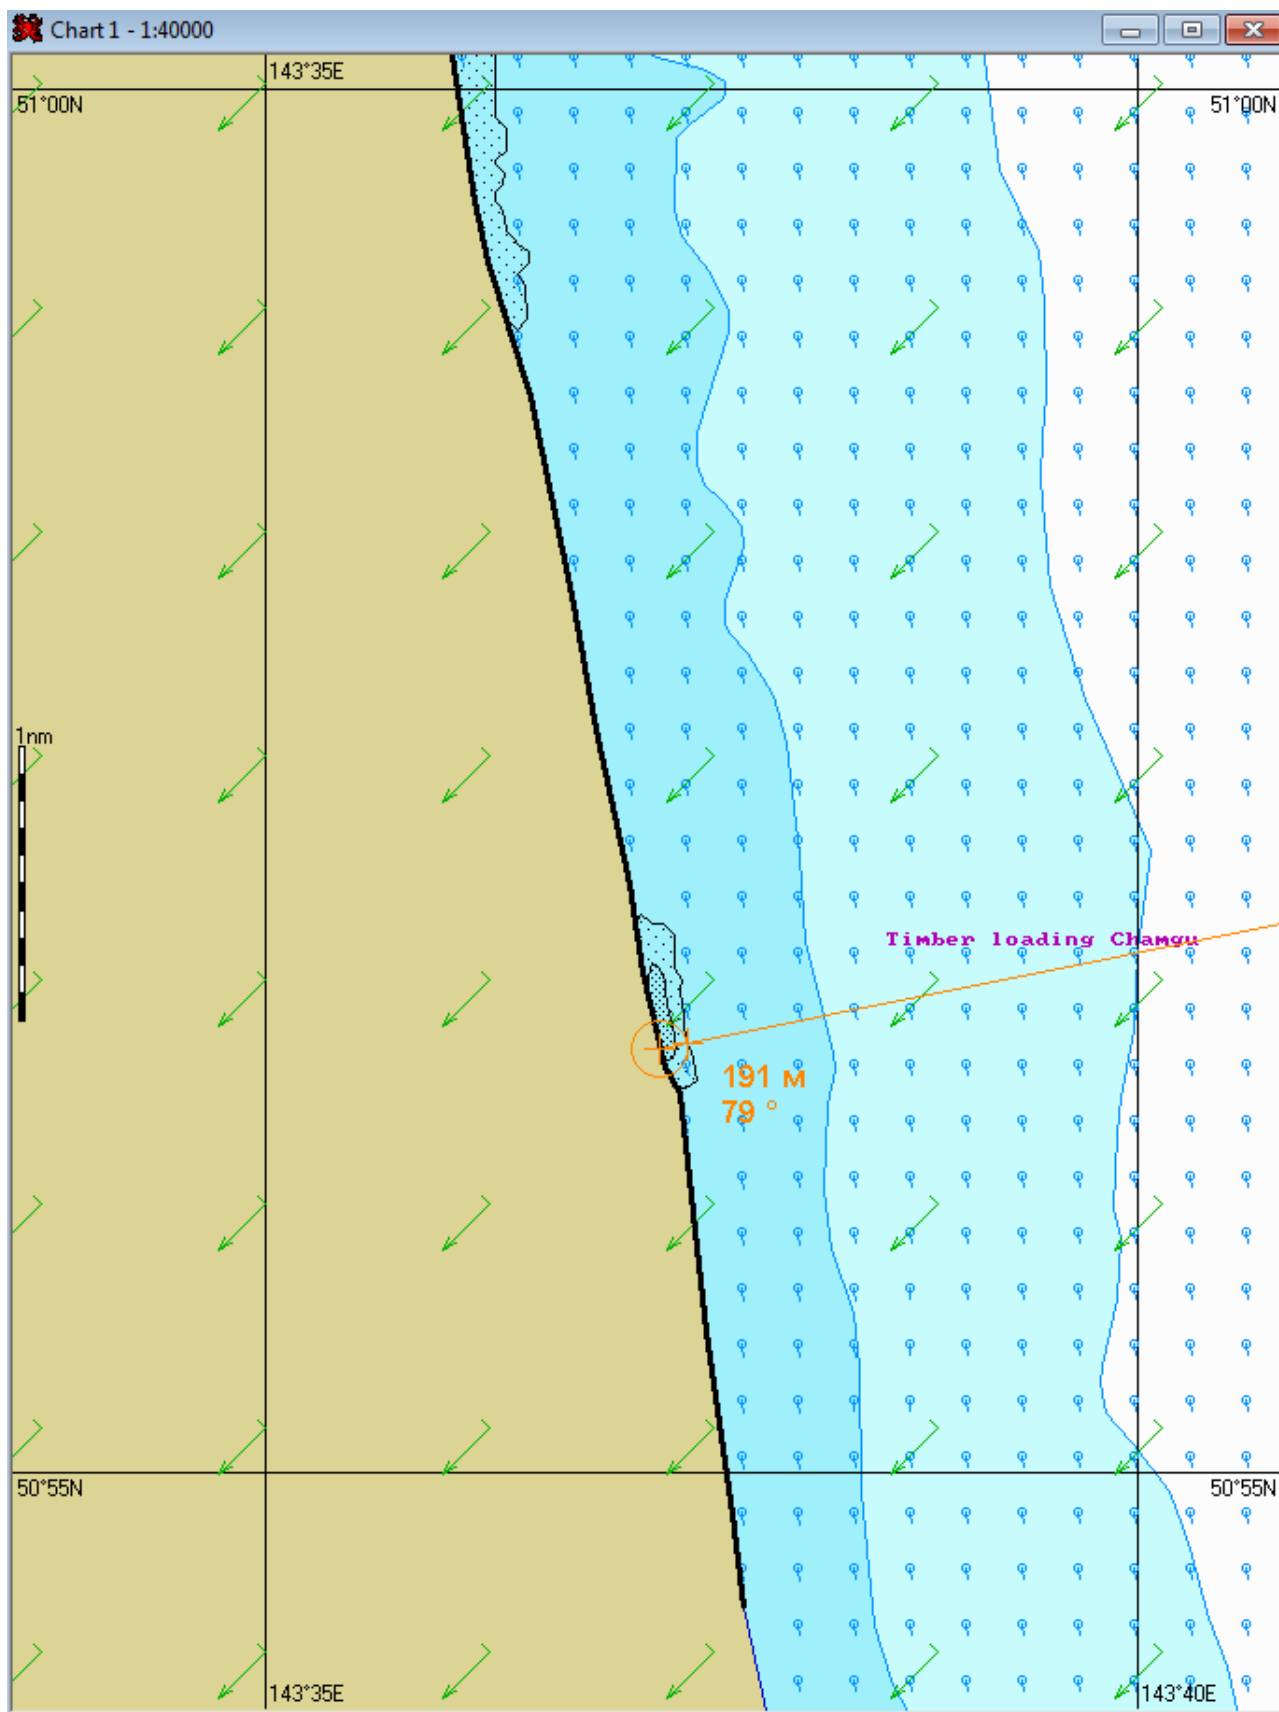 Chart 1 - 1:40000
143°35E
51°00N
51°00N
1nm
Timber loading Chamgu
191 м
79 °
50°55N
50°55N
143°35E
143°40E